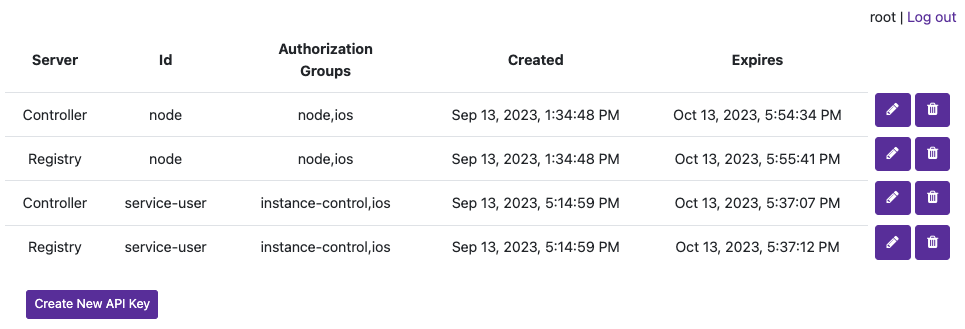 root | Log out
Server Id Authorization Groups Created Expires
Controller node node,ios Sep 13, 2023, 1:34:48 PM Oct 13, 2023, 5:54:34 PM
Registry node node,ios Sep 13, 2023, 1:34:48 PM Oct 13, 2023, 5:55:41 PM
Controller service-user instance-control,ios Sep 13, 2023, 5:14:59 PM Oct 13, 2023, 5:37:07 PM
Registry service-user instance-control,ios Sep 13, 2023, 5:14:59 PM Oct 13, 2023, 5:37:12 PM
Create New API Key